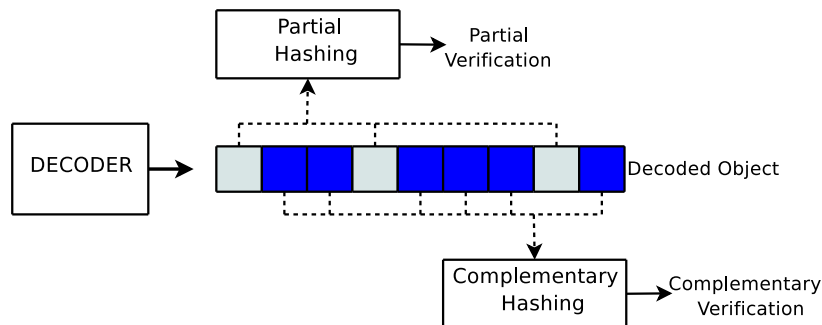 Partial
Hashing
Partial
Verification
DECODER
Decoded Object
Complementary
Hashing
Complementary
Verification